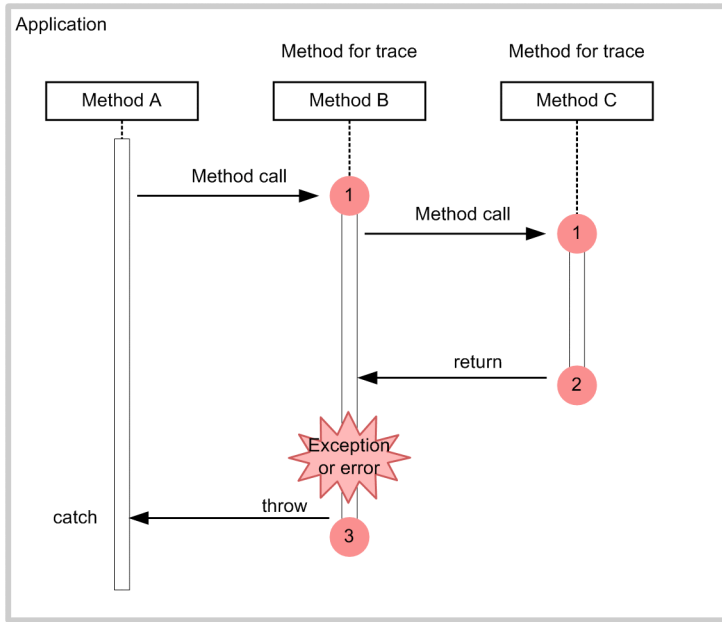 Application
Method for trace
Method for trace
Method A
Method B
Method C
Method call
1
Method call
1
return
2
Exception
or error
throw
catch
3